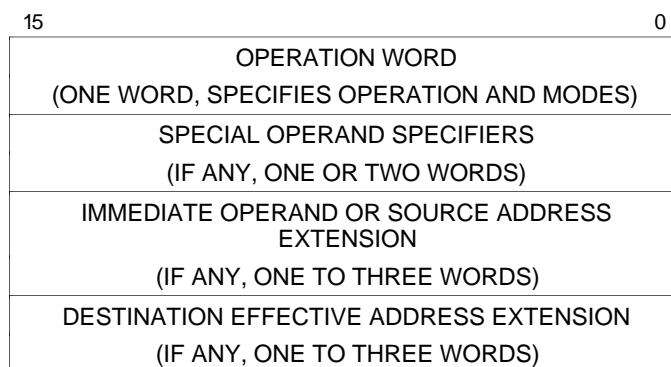 15 0
OPERATION WORD
(ONE WORD, SPECIFIES OPERATION AND MODES)
SPECIAL OPERAND SPECIFIERS
(IF ANY, ONE OR TWO WORDS)
IMMEDIATE OPERAND OR SOURCE ADDRESS
EXTENSION
(IF ANY, ONE TO THREE WORDS)
DESTINATION EFFECTIVE ADDRESS EXTENSION
(IF ANY, ONE TO THREE WORDS)